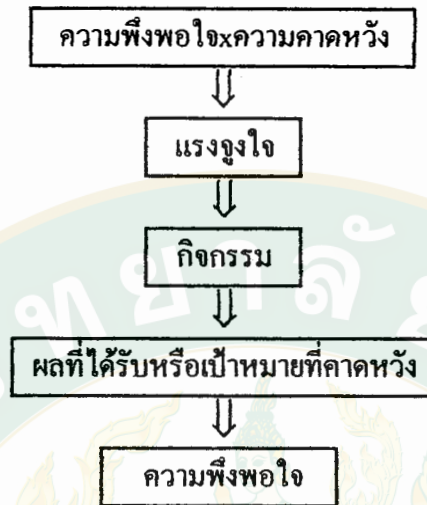 ความพึงพอใจxความคาดหวัง
แรงจูงใจ
กิจกรรม
ผลที่ได้รับหรือเป้าหมายที่คาดหวัง
ความพึงพอใจ